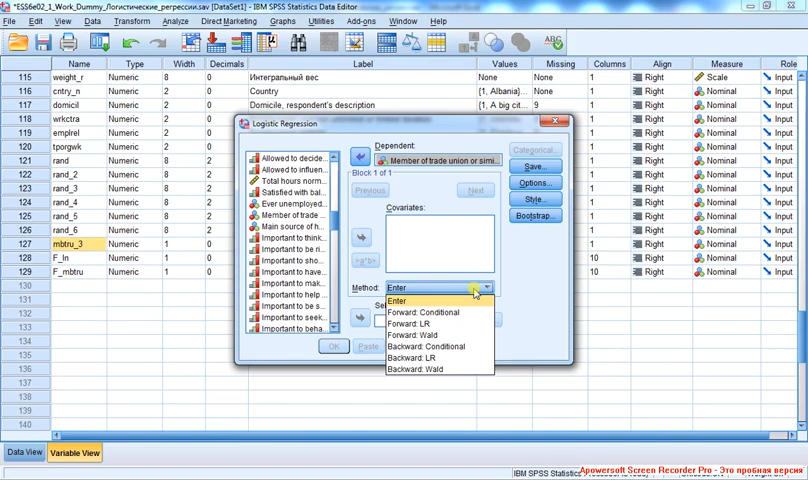 *ESS6e02_1_Work_Dummy_Логистические_регрессии.sav [DataSet1] - IBM SPSS Statistics Data Editor
File Edit View Data Transform Analyze Direct Marketing Graphs Utilities Add-ons Window Help
Name Type Width Decimals Label Values Missing Columns Align Measure Role
115 weight_r Numeric 8 0 Интегральный вес None None 1 Right Scale Input
116 cntry_n Numeric 8 0 Country {1, Albania}... None 1 Right Nominal Input
117 domicil Numeric 1 0 Domicile, respondent's description {1, A big cit... 9 1 Right Nominal Input
118 wrkctra Numeric 1 0 1 Right Nominal Input
119 emplrel Numeric 1 0 1 Right Nominal Input
120 tporgwk Numeric 1 0 1 Right Nominal Input
121 rand Numeric 8 2 1 Right Nominal Input
122 rand_2 Numeric 8 2 1 Right Nominal Input
123 rand_3 Numeric 8 2 1 Right Nominal Input
124 rand_4 Numeric 8 2 1 Right Nominal Input
125 rand_5 Numeric 8 2 1 Right Nominal Input
126 rand_6 Numeric 8 2 1 Right Nominal Input
127 mbtru_3 Numeric 1 0 1 Right Nominal Input
128 F_ln Numeric 1 0 10 Right Nominal Input
129 F_mbtru Numeric 1 0 10 Right Nominal Input
130
131
132
133
134
135
136
137
138
139
140
Logistic Regression
Allowed to decide...
Allowed to influen...
Total hours norm...
Satisfied with bal...
Ever unemployed...
Member of trade ...
Main source of h...
Important to think...
Important to be ri...
Important to sho...
Important to have...
Important to mak...
Important to help ...
Important to be s...
Important to seek...
Important to beha...
Dependent:
Member of trade union or simi...
Block 1 of 1
Previous Next
Covariates:
>a*b>
Method: Enter
Enter
Forward: Conditional
Forward: LR
Forward: Wald
Backward: Conditional
Backward: LR
Backward: Wald
OK Paste
Categorical...
Save...
Options...
Style...
Bootstrap...
Data View Variable View
IBM SPSS Statistics
Apowersoft Screen Recorder Pro - Это пробная версия